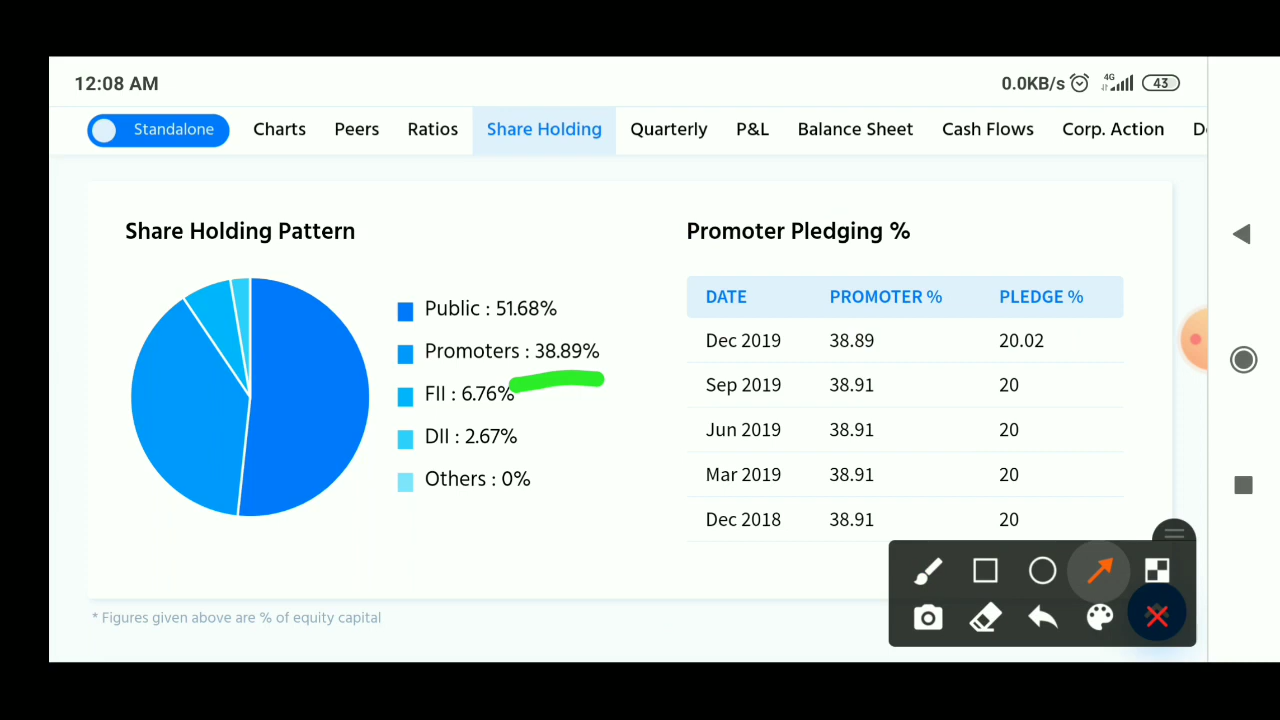 12:08 AM 0.0KB/s 4G 43
Standalone Charts Peers Ratios Share Holding Quarterly P&L Balance Sheet Cash Flows Corp. Action
Share Holding Pattern
Public : 51.68%
Promoters : 38.89%
FII : 6.76%
DII : 2.67%
Others : 0%
Promoter Pledging %
DATE PROMOTER % PLEDGE %
Dec 2019 38.89 20.02
Sep 2019 38.91 20
Jun 2019 38.91 20
Mar 2019 38.91 20
Dec 2018 38.91 20
* Figures given above are % of equity capital